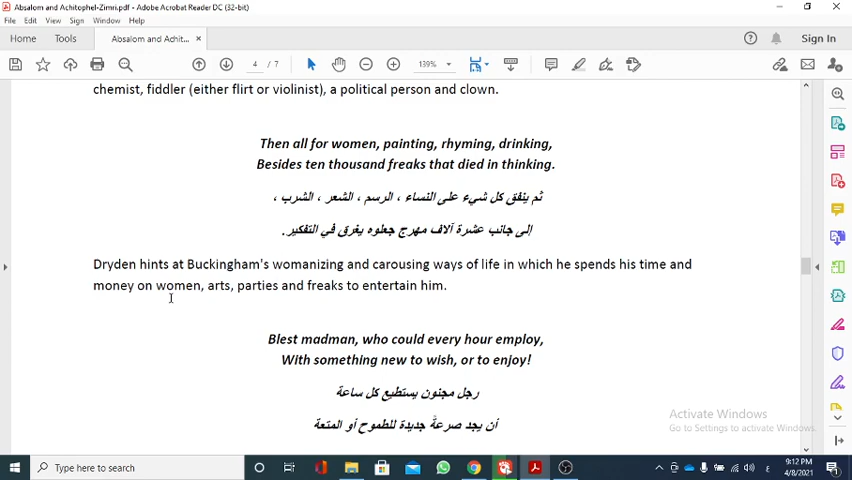 Absalom and Achitophel-Zimri.pdf - Adobe Acrobat Reader DC (32-bit)
File Edit View Sign Window Help
Home Tools Absalom and Achit... × Sign In
4 / 7 139%
chemist, fiddler (either flirt or violinist), a political person and clown.
Then all for women, painting, rhyming, drinking,
Besides ten thousand freaks that died in thinking.
ثم ينفق كل شيء على النساء ، الرسم ، الشعر ، الشرب ،
إلى جانب عشرة آلاف مهرج جعلوه يغرق في التفكير.
Dryden hints at Buckingham's womanizing and carousing ways of life in which he spends his time and
money on women, arts, parties and freaks to entertain him.
Blest madman, who could every hour employ,
With something new to wish, or to enjoy!
رجل مجنون يستطيع كل ساعة
أن يجد صرعةً جديدة للطموح أو المتعة
Activate Windows
Go to Settings to activate Windows.
Type here to search
ع 9:12 PM
4/8/2021